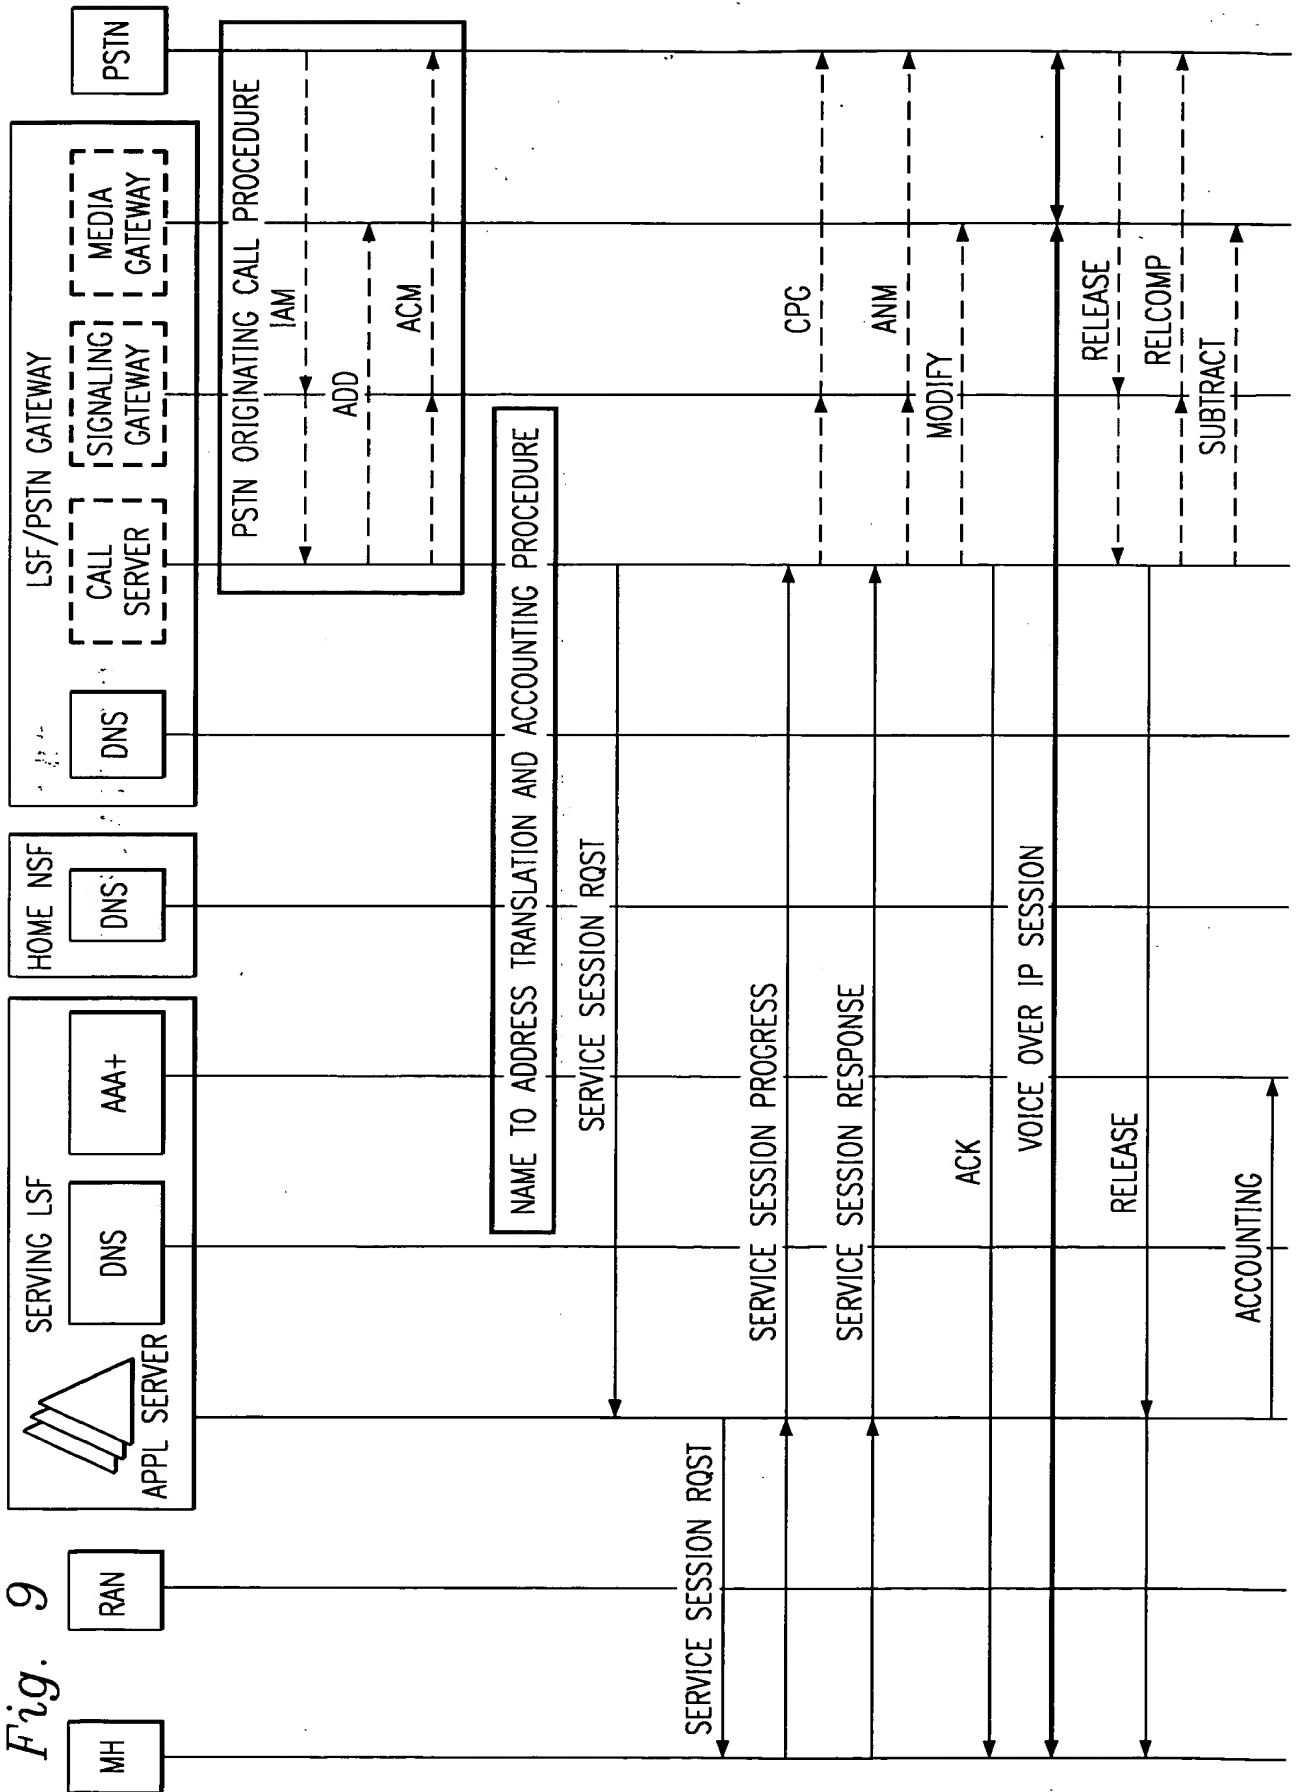 Fig. 9
MH
RAN
SERVING LSF
APPL SERVER
DNS
AAA+
HOME NSF
DNS
LSF/PSTN GATEWAY
DNS
CALL
SERVER
SIGNALING
GATEWAY
MEDIA
GATEWAY
PSTN
PSTN ORIGINATING CALL PROCEDURE
IAM
ADD
ACM
NAME TO ADDRESS TRANSLATION AND ACCOUNTING PROCEDURE
SERVICE SESSION RQST
SERVICE SESSION RQST
SERVICE SESSION PROGRESS
CPG
SERVICE SESSION RESPONSE
ANM
MODIFY
ACK
VOICE OVER IP SESSION
RELEASE
RELEASE
RELCOMP
SUBTRACT
ACCOUNTING